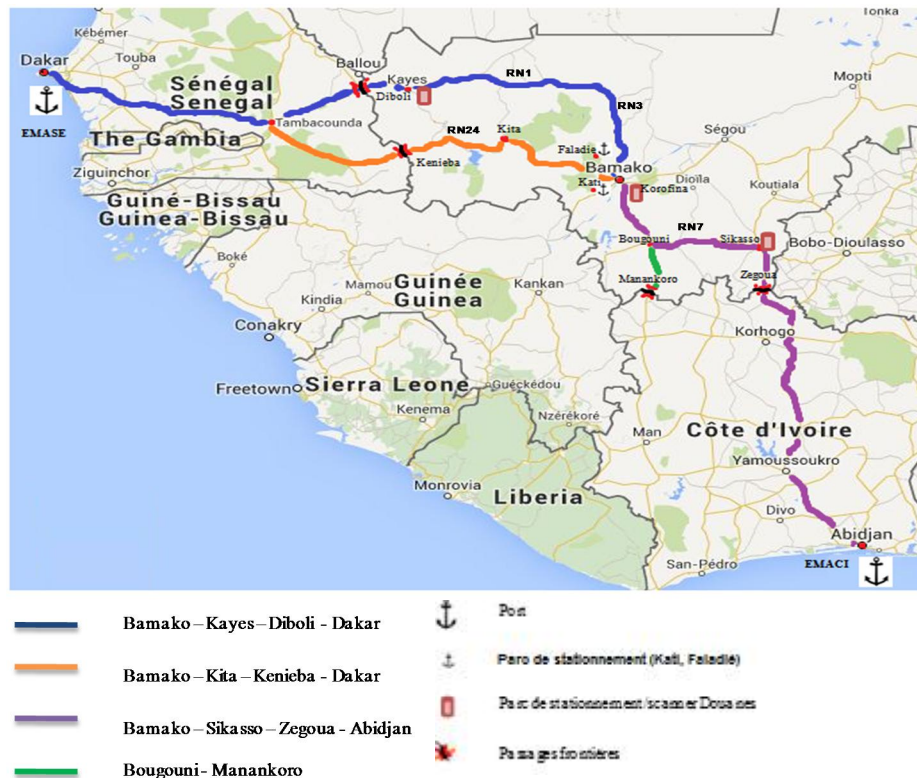 Tonka
Kébémer
Dakar
Touba
Ballou
Kayes
RN1
Mopti
Diboli
RN3
Sénégal
Senegal
EMASE
Tambacounda
RN24
Kita
Ségou
The Gambia
Faladie
Kenieba
Bamako
Ziguinchor
Kati
Korofina
Dioïla
Koutiala
Guiné-Bissau
Guinea-Bissau
RN7
Bougouni
Sikasso
Bobo-Dioulasso
Boké
Manankoro
Zegoua
Guinée
Guinea
Mamou
Kankan
Kindia
Conakry
Korhogo
Freetown
Sierra Leone
Guéckédou
Kenema
Nzérékoré
Man
Côte d'Ivoire
Yamoussoukro
Monrovia
Liberia
Divo
Abidjan
San-Pédro
EMACI
Bamako – Kayes – Diboli - Dakar
Bamako – Kita – Kenieba - Dakar
Bamako – Sikasso – Zegoua - Abidjan
Bougouni - Manankoro
Port
Parc de stationnement (Kati, Faladié)
Parc de stationnement/scanner Douanes
Passages frontières